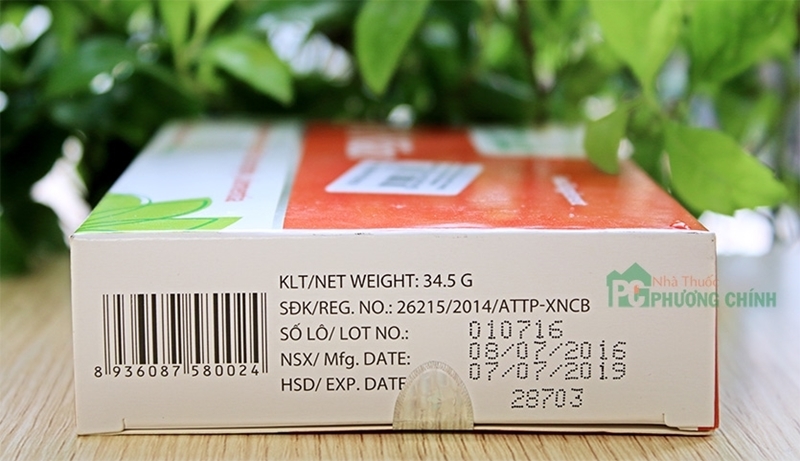 KLT/NET WEIGHT: 34.5 G
SĐK/REG. NO.: 26215/2014/ATTP-XNCB
SỐ LÔ/ LOT NO.: 010716
NSX/ Mfg. DATE: 08/07/2016
HSD/ EXP. DATE 07/07/2019
28703
8 936087 580024
Nhà Thuốc
PC PHƯƠNG CHÍNH